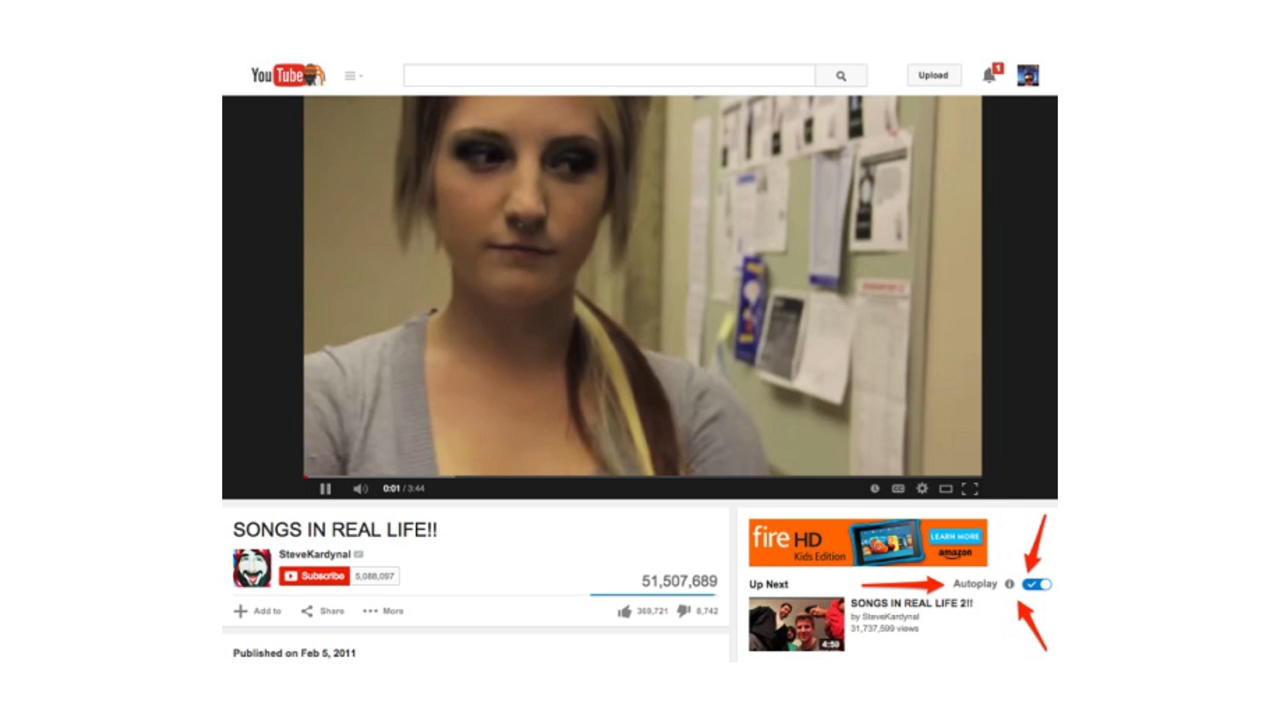 YouTube
Upload
1
0:01 / 3:44
SONGS IN REAL LIFE!!
SteveKardynal
Subscribe 5,088,097
51,507,689
Add to Share More
369,721 8,742
Published on Feb 5, 2011
fire HD
Kids Edition
LEARN MORE
amazon
Up Next
Autoplay
SONGS IN REAL LIFE 2!!
by SteveKardynal
31,737,599 views
4:59